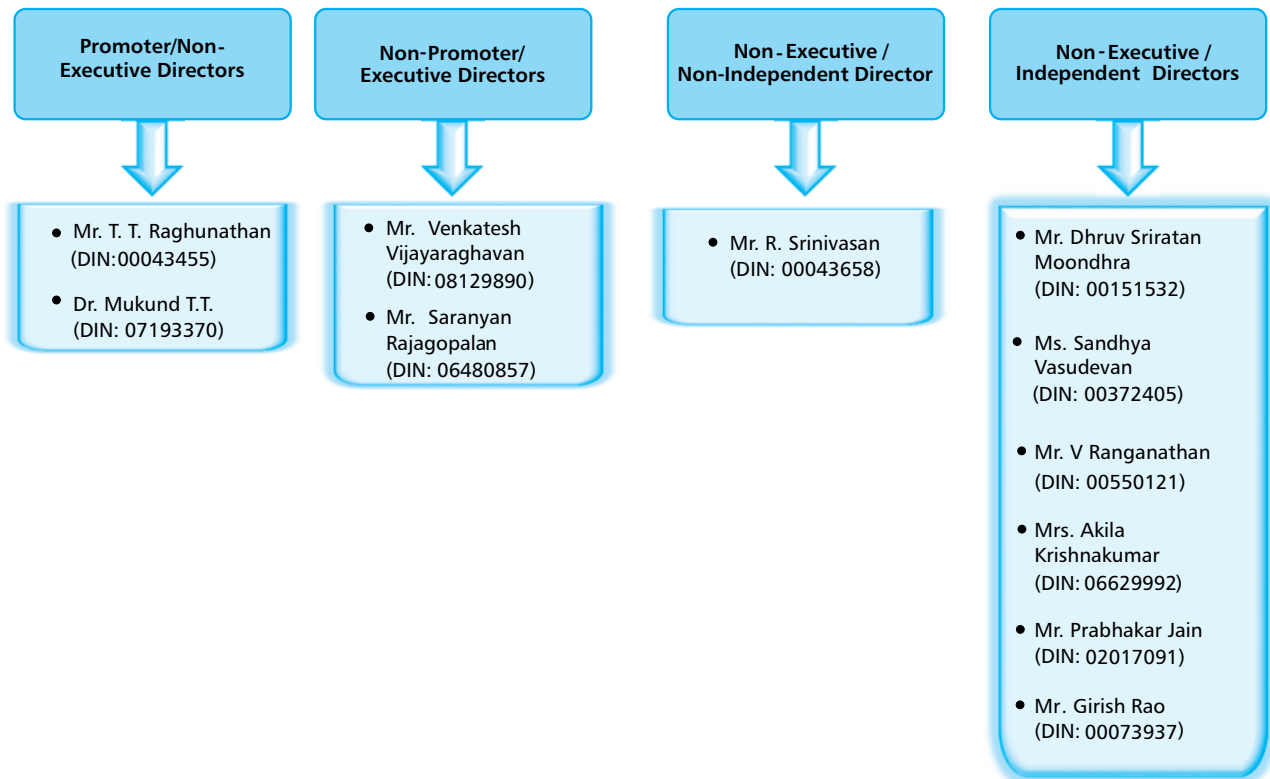 Promoter/Non-
Executive Directors
Mr. T. T. Raghunathan
(DIN:00043455)
Dr. Mukund T.T.
(DIN: 07193370)
Non-Promoter/
Executive Directors
Mr. Venkatesh
Vijayaraghavan
(DIN: 08129890)
Mr. Saranyan
Rajagopalan
(DIN: 06480857)
Non-Executive /
Non-Independent Director
Mr. R. Srinivasan
(DIN: 00043658)
Non-Executive /
Independent Directors
Mr. Dhruv Sriratan
Moondhra
(DIN: 00151532)
Ms. Sandhya
Vasudevan
(DIN: 00372405)
Mr. V Ranganathan
(DIN: 00550121)
Mrs. Akila
Krishnakumar
(DIN: 06629992)
Mr. Prabhakar Jain
(DIN: 02017091)
Mr. Girish Rao
(DIN: 00073937)